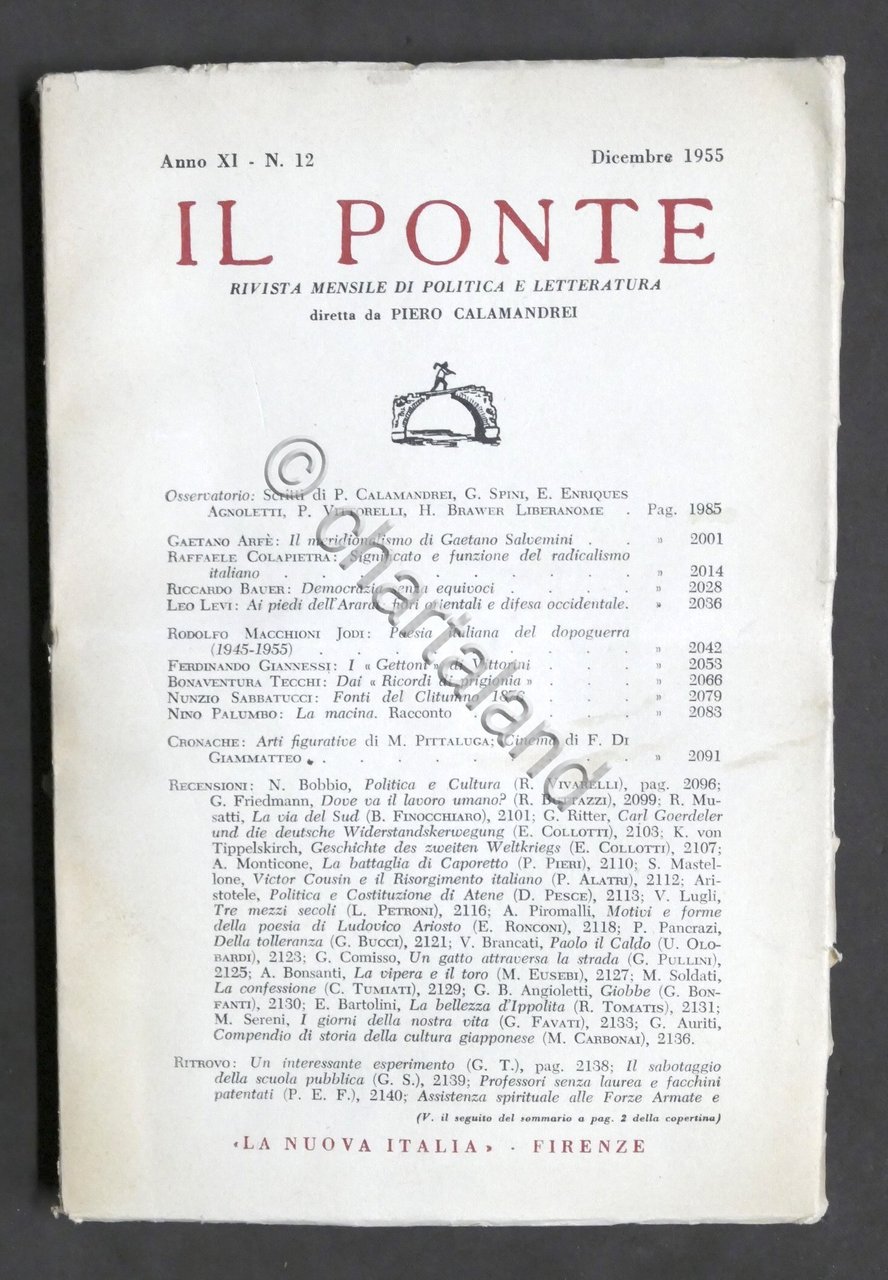 Anno XI - N. 12
Dicembre 1955
IL PONTE
RIVISTA MENSILE DI POLITICA E LETTERATURA
diretta da PIERO CALAMANDREI
Osservatorio: Scritti di P. CALAMANDREI, G. SPINI, E. ENRIQUES
AGNOLETTI, P. VITTORELLI, H. BRAWER LIBERANOME . Pag. 1985
GAETANO ARFÈ: Il meridionalismo di Gaetano Salvemini . . » 2001
RAFFAELE COLAPIETRA: Significato e funzione del radicalismo
italiano . . . . . . . . . . » 2014
RICCARDO BAUER: Democrazia senza equivoci . . . . » 2028
LEO LEVI: Ai piedi dell'Ararat: fiori orientali e difesa occidentale. » 2036
RODOLFO MACCHIONI JODI: Poesia italiana del dopoguerra
(1945-1955) . . . . . . . . . » 2042
FERDINANDO GIANNESSI: I « Gettoni » di Vittorini . . . » 2053
BONAVENTURA TECCHI: Dai « Ricordi di prigionia » . . . » 2066
NUNZIO SABBATUCCI: Fonti del Clitumno 1876 . . . . » 2079
NINO PALUMBO: La macina. Racconto . . . . . » 2083
CRONACHE: Arti figurative di M. PITTALUGA; Cinema di F. DI
GIAMMATTEO . . . . . . . . . » 2091
RECENSIONI: N. Bobbio, Politica e Cultura (R. VIVARELLI), pag. 2096;
G. Friedmann, Dove va il lavoro umano? (R. BOTTAZZI), 2099; R. Mu-
satti, La via del Sud (B. FINOCCHIARO), 2101; G. Ritter, Carl Goerdeler
und die deutsche Widerstandskerwegung (E. COLLOTTI), 2103; K. von
Tippelskirch, Geschichte des zweiten Weltkriegs (E. COLLOTTI), 2107;
A. Monticone, La battaglia di Caporetto (P. PIERI), 2110; S. Mastel-
lone, Victor Cousin e il Risorgimento italiano (P. ALATRI), 2112; Ari-
stotele, Politica e Costituzione di Atene (D. PESCE), 2113; V. Lugli,
Tre mezzi secoli (L. PETRONI), 2116; A. Piromalli, Motivi e forme
della poesia di Ludovico Ariosto (E. RONCONI), 2118; P. Pancrazi,
Della tolleranza (G. BUCCI), 2121; V. Brancati, Paolo il Caldo (U. OLO-
BARDI), 2123; G. Comisso, Un gatto attraversa la strada (G. PULLINI),
2125; A. Bonsanti, La vipera e il toro (M. EUSEBI), 2127; M. Soldati,
La confessione (C. TUMIATI), 2129; G. B. Angioletti, Giobbe (G. BON-
FANTI), 2130; E. Bartolini, La bellezza d'Ippolita (R. TOMATIS), 2131;
M. Sereni, I giorni della nostra vita (G. FAVATI), 2133; G. Auriti,
Compendio di storia della cultura giapponese (M. CARBONAI), 2136.
RITROVO: Un interessante esperimento (G. T.), pag. 2138; Il sabotaggio
della scuola pubblica (G. S.), 2139; Professori senza laurea e facchini
patentati (P. E. F.), 2140; Assistenza spirituale alle Forze Armate e
(V. il seguito del sommario a pag. 2 della copertina)
«LA NUOVA ITALIA» - FIRENZE
© chartaland